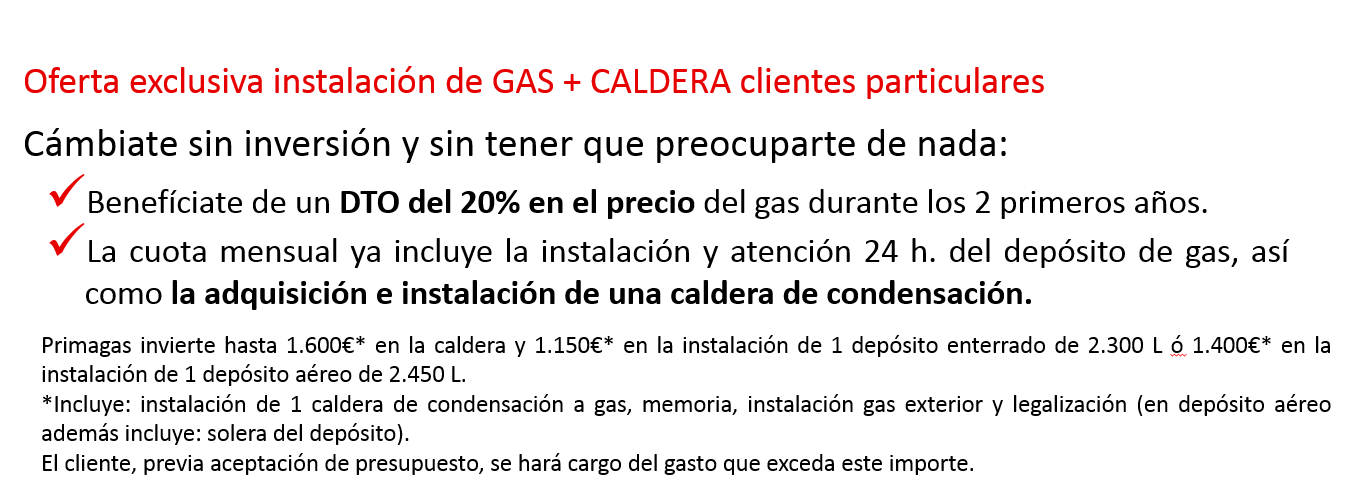 Oferta exclusiva instalación de GAS + CALDERA clientes particulares
Cámbiate sin inversión y sin tener que preocuparte de nada:
Benefíciate de un DTO del 20% en el precio del gas durante los 2 primeros años.
La cuota mensual ya incluye la instalación y atención 24 h. del depósito de gas, así
como la adquisición e instalación de una caldera de condensación.
Primagas invierte hasta 1.600€* en la caldera y 1.150€* en la instalación de 1 depósito enterrado de 2.300 L ó 1.400€* en la
instalación de 1 depósito aéreo de 2.450 L.
*Incluye: instalación de 1 caldera de condensación a gas, memoria, instalación gas exterior y legalización (en depósito aéreo
además incluye: solera del depósito).
El cliente, previa aceptación de presupuesto, se hará cargo del gasto que exceda este importe.